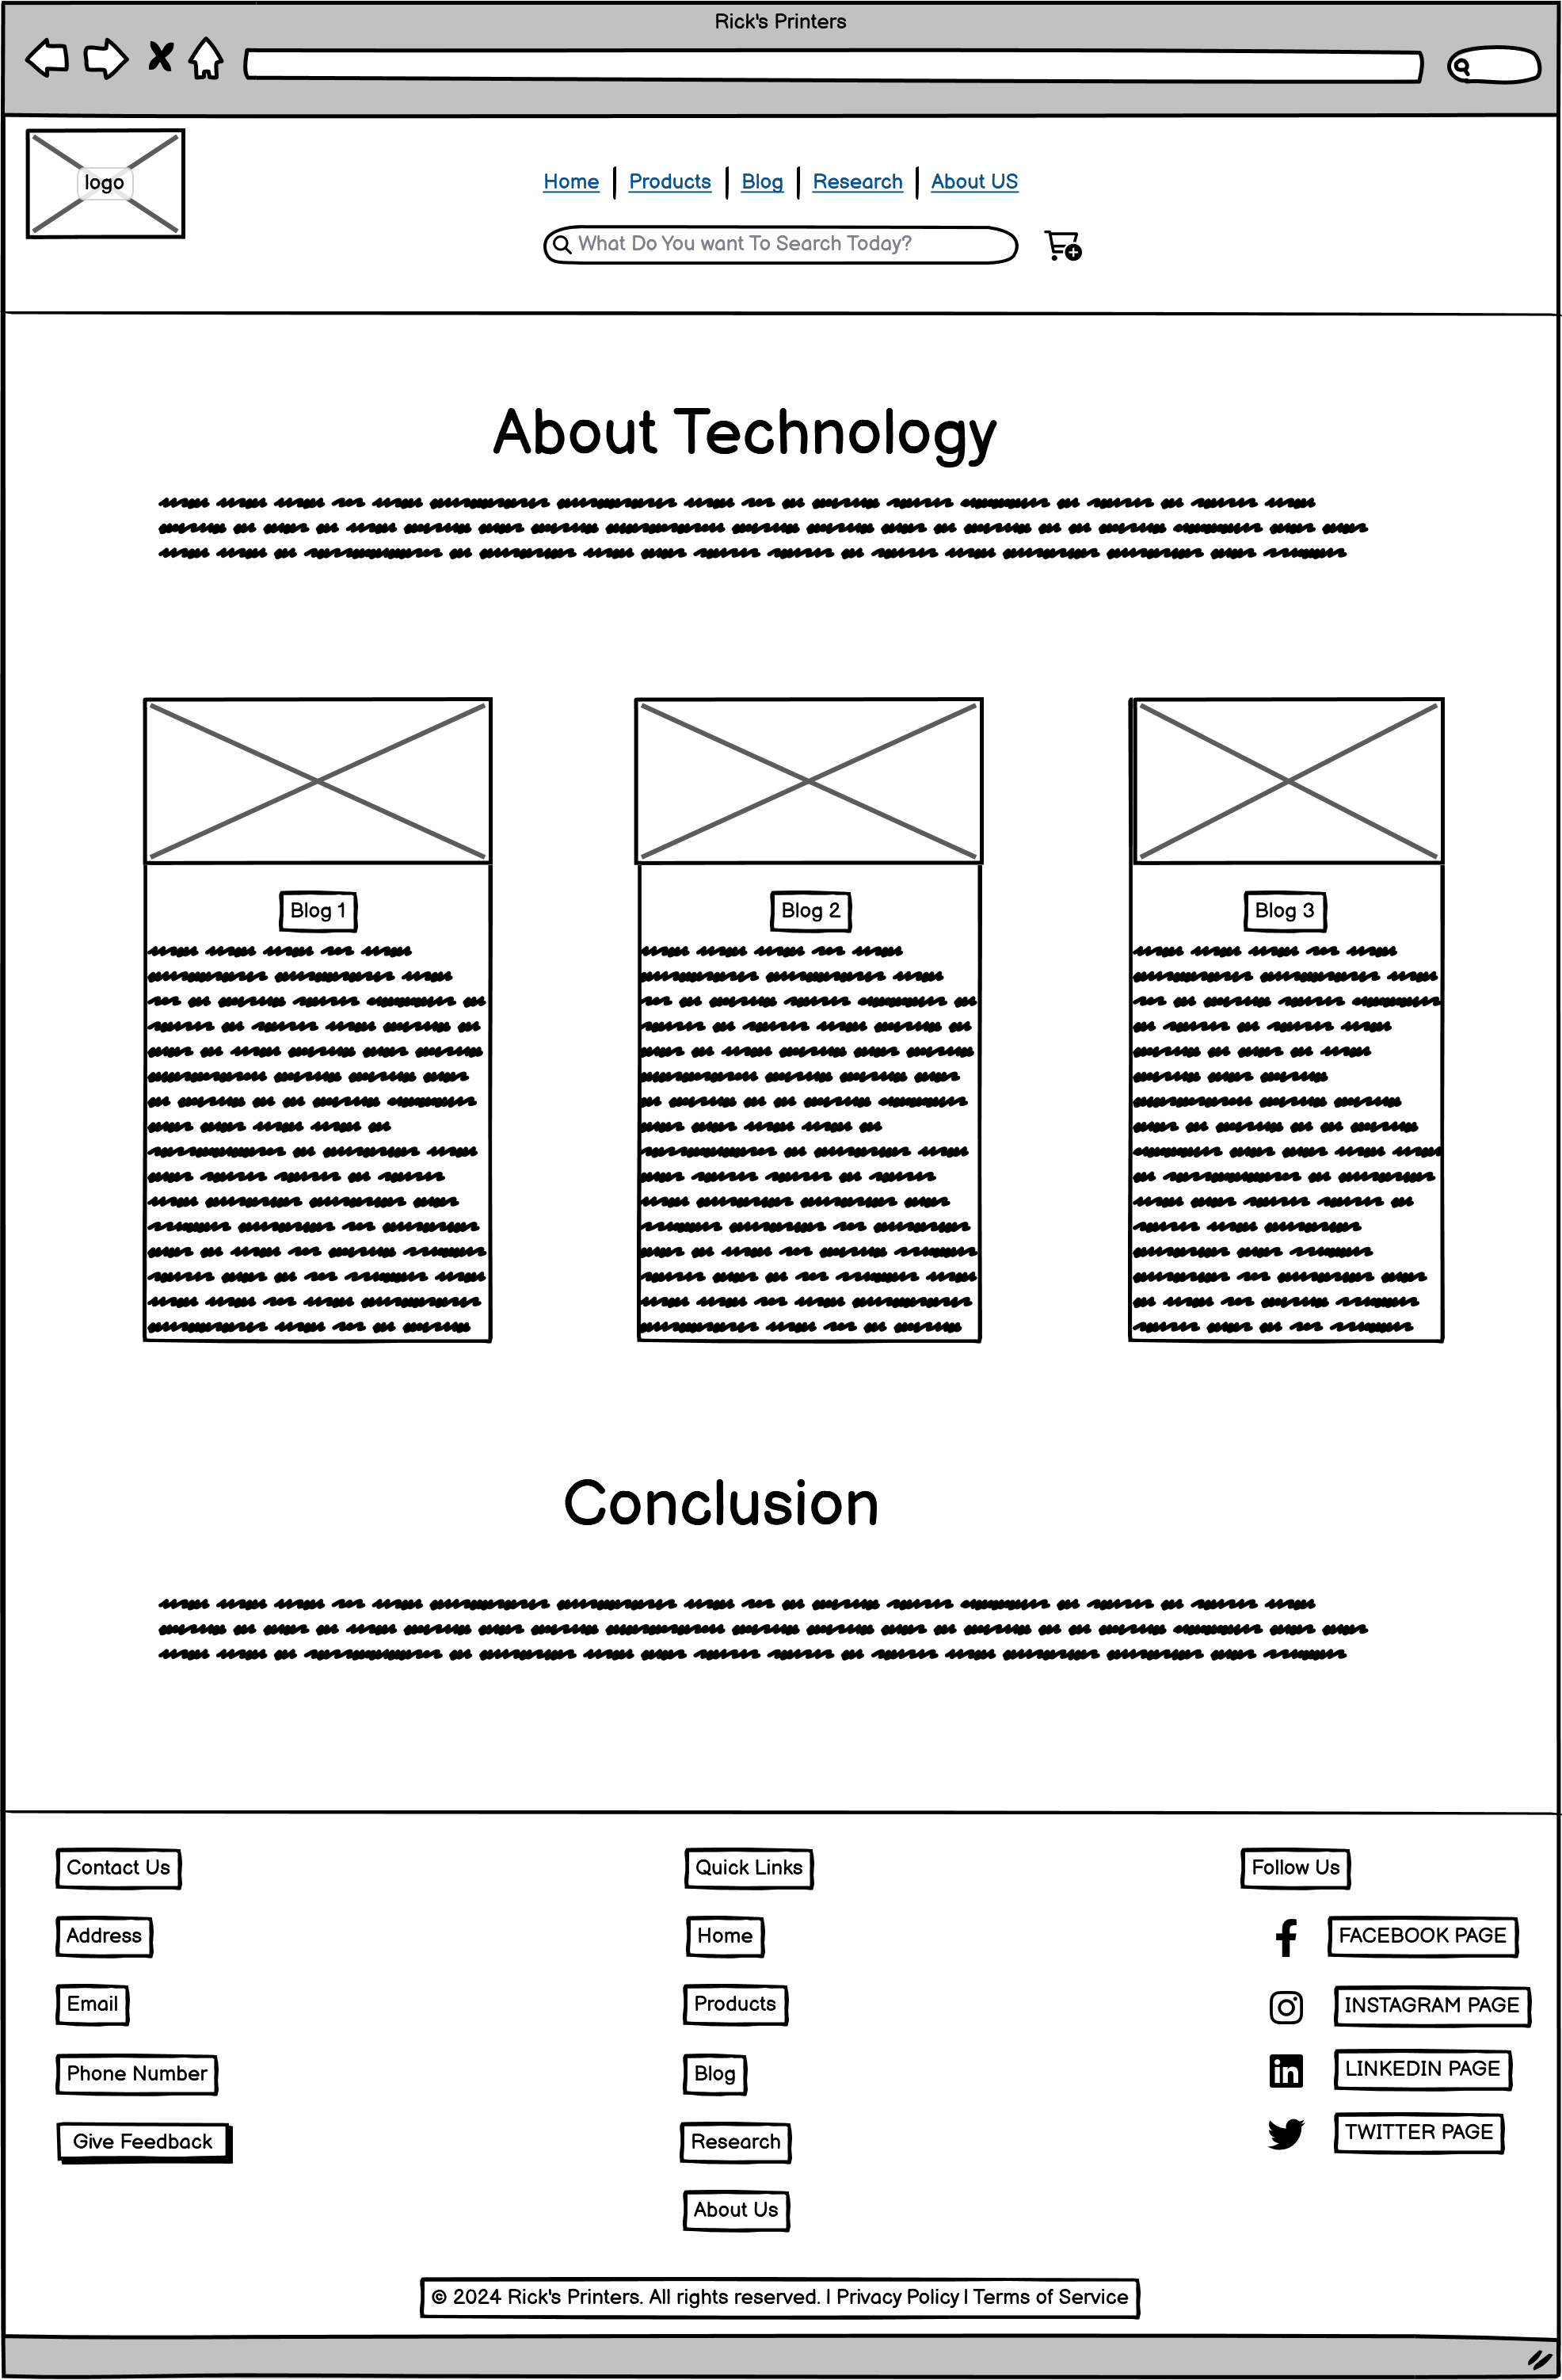 Rick's Printers
logo
Home | Products | Blog | Research | About US
What Do You want To Search Today?
About Technology
Blog 1
Blog 2
Blog 3
Conclusion
Contact Us
Address
Email
Phone Number
Give Feedback
Quick Links
Home
Products
Blog
Research
About Us
Follow Us
FACEBOOK PAGE
INSTAGRAM PAGE
LINKEDIN PAGE
TWITTER PAGE
© 2024 Rick's Printers. All rights reserved. | Privacy Policy | Terms of Service